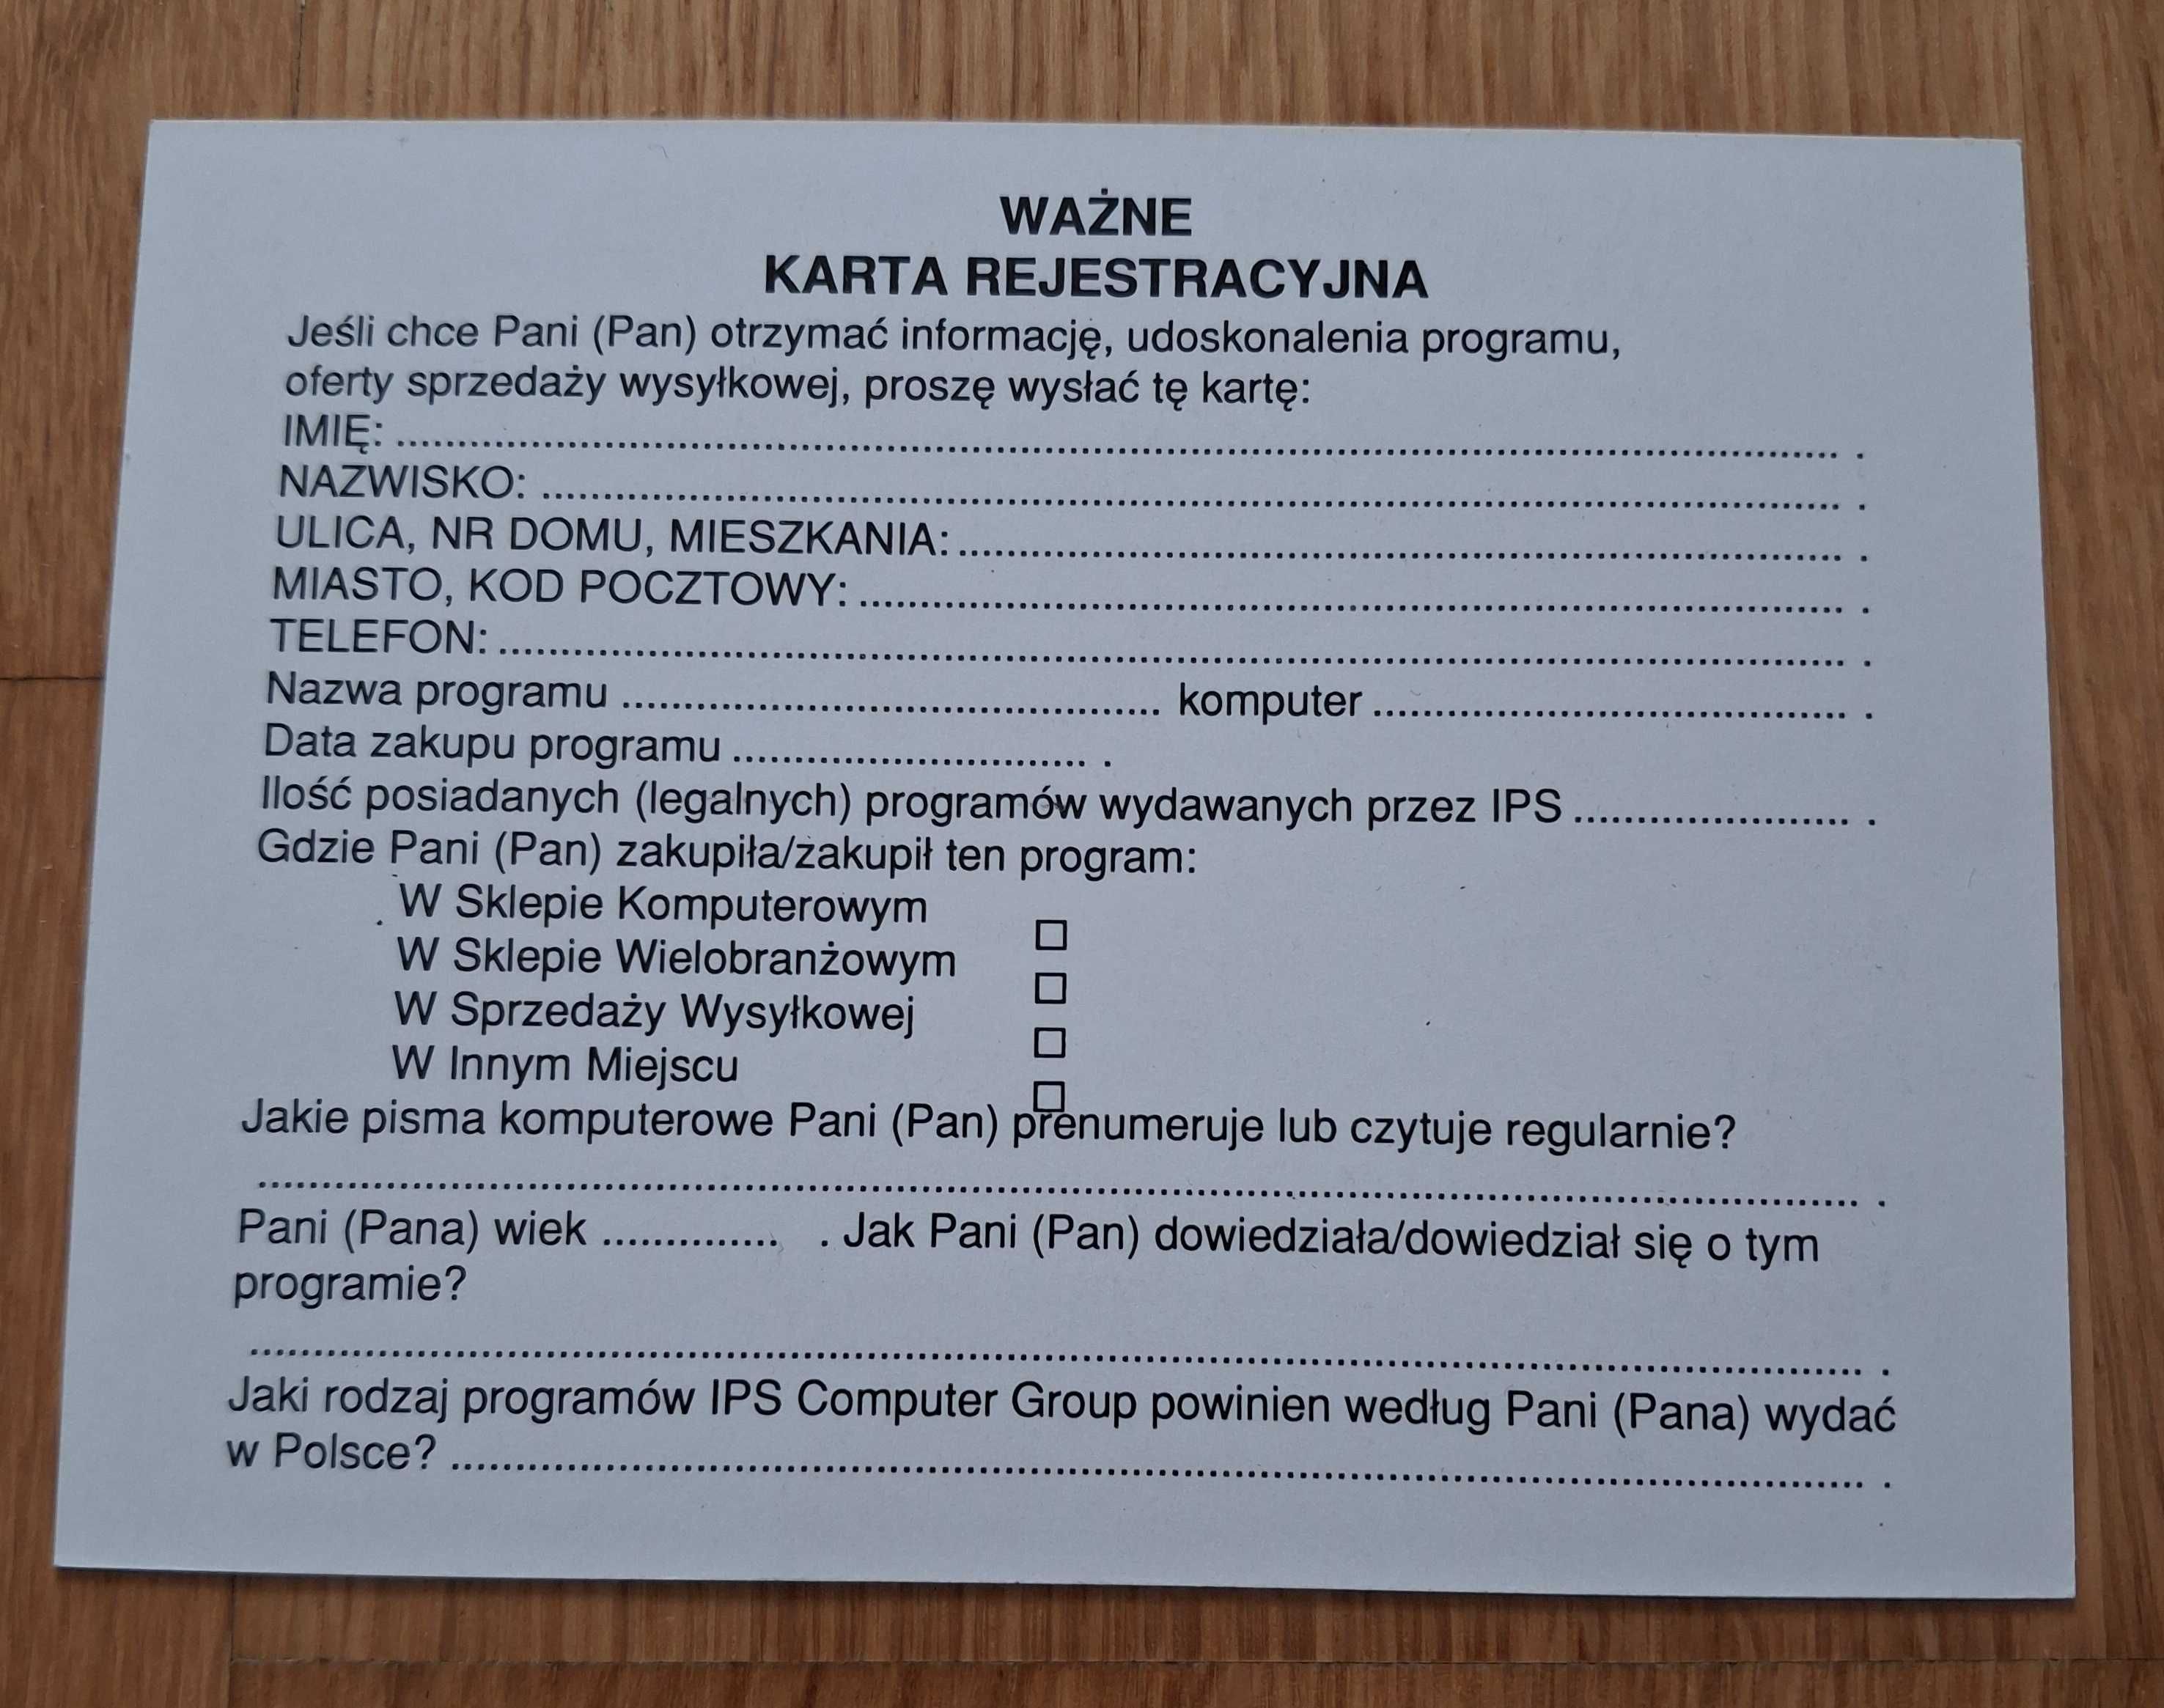 WAŻNE
KARTA REJESTRACYJNA
Jeśli chce Pani (Pan) otrzymać informację, udoskonalenia programu,
oferty sprzedaży wysyłkowej, proszę wysłać tę kartę:
IMIĘ: .................................................................................................................... .
NAZWISKO: ........................................................................................................ .
ULICA, NR DOMU, MIESZKANIA: ....................................................................... .
MIASTO, KOD POCZTOWY: ............................................................................... .
TELEFON: ............................................................................................................ .
Nazwa programu ........................................... komputer ...................................... .
Data zakupu programu ............................ .
Ilość posiadanych (legalnych) programów wydawanych przez IPS ...................... .
Gdzie Pani (Pan) zakupiła/zakupił ten program:
W Sklepie Komputerowym □
W Sklepie Wielobranżowym □
W Sprzedaży Wysyłkowej □
W Innym Miejscu □
Jakie pisma komputerowe Pani (Pan) prenumeruje lub czytuje regularnie?
................................................................................................................................ .
Pani (Pana) wiek .............. . Jak Pani (Pan) dowiedziała/dowiedział się o tym
programie?
................................................................................................................................ .
Jaki rodzaj programów IPS Computer Group powinien według Pani (Pana) wydać
w Polsce? ................................................................................................................. .